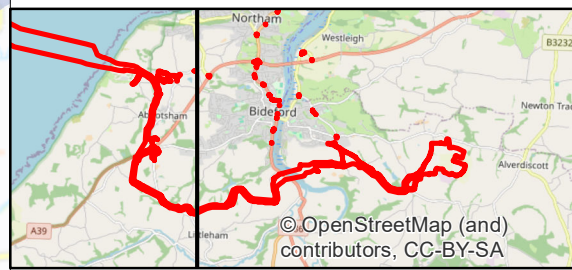 Northam
Westleigh
B3232
Abbotsham
Bideford
Newton Trac
Alverdiscott
A39
Littleham
© OpenStreetMap (and)
contributors, CC-BY-SA